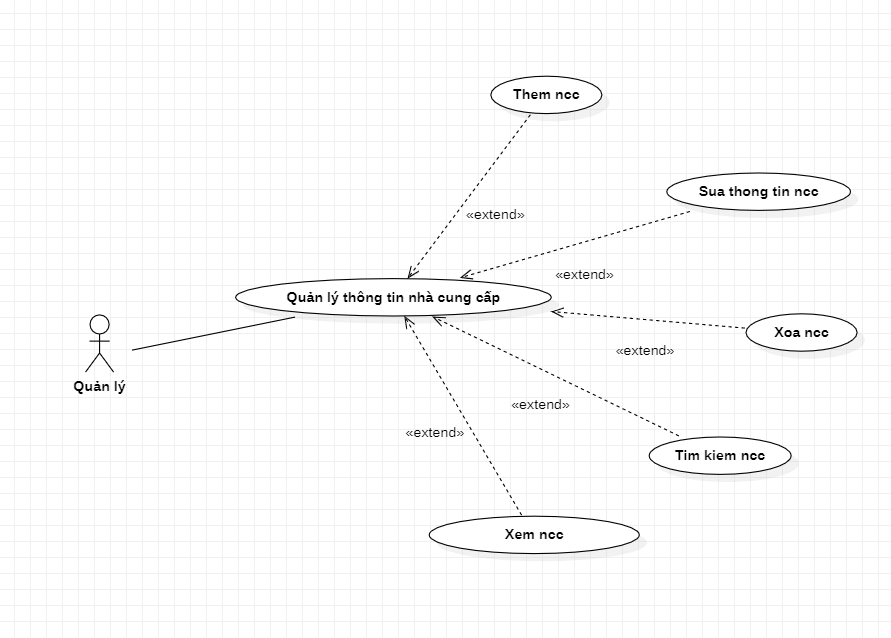 Them ncc
Sua thong tin ncc
«extend»
«extend»
Quản lý thông tin nhà cung cấp
Xoa ncc
«extend»
Quản lý
«extend»
«extend»
Tim kiem ncc
Xem ncc